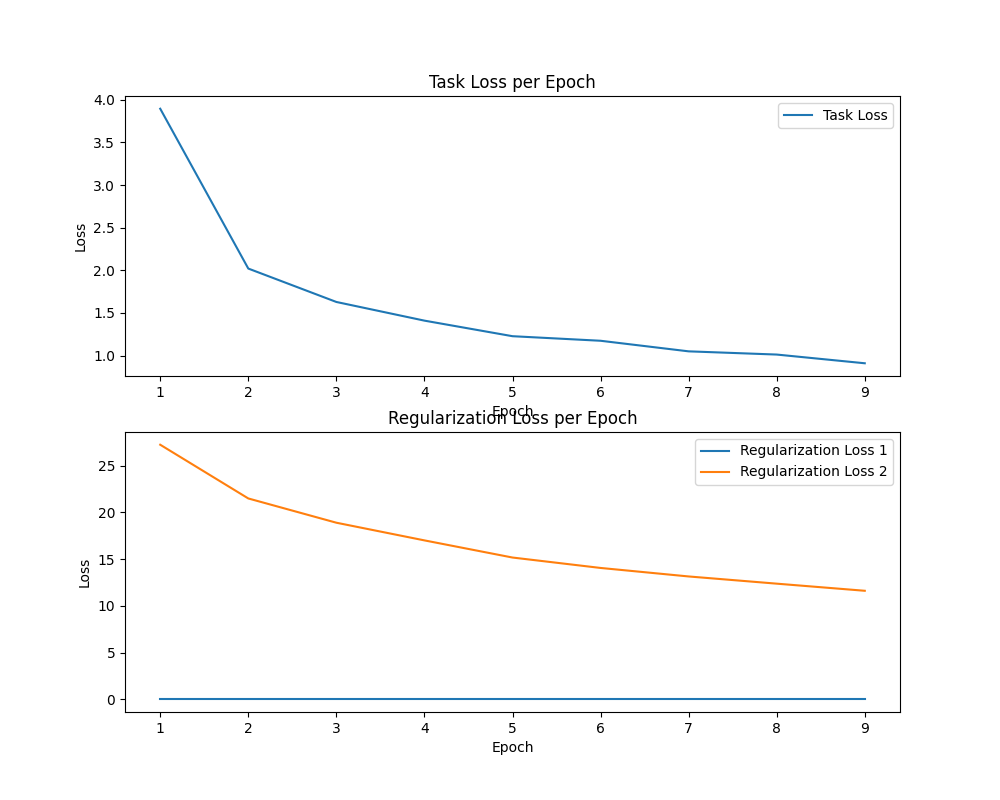 Task Loss per Epoch
Task Loss
Loss
4.0
3.5
3.0
2.5
2.0
1.5
1.0
1 2 3 4 5 6 7 8 9
Epoch
Regularization Loss per Epoch
Regularization Loss 1
Regularization Loss 2
Loss
25
20
15
10
5
0
1 2 3 4 5 6 7 8 9
Epoch